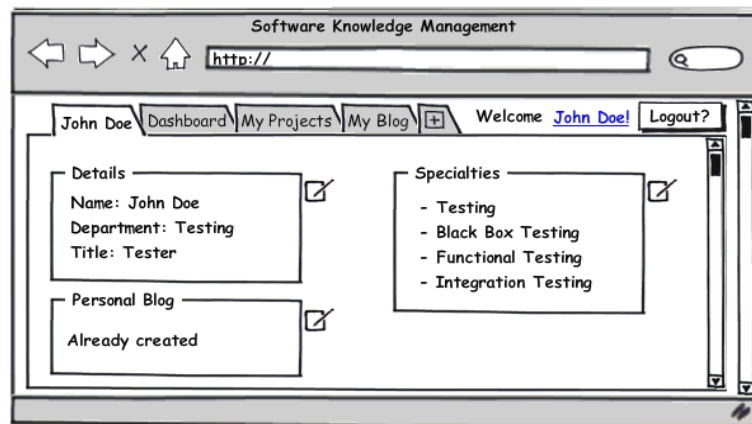 Software Knowledge Management
http://
John Doe Dashboard My Projects My Blog + Welcome John Doe! Logout?
Details
Name: John Doe
Department: Testing
Title: Tester
Specialties
- Testing
- Black Box Testing
- Functional Testing
- Integration Testing
Personal Blog
Already created